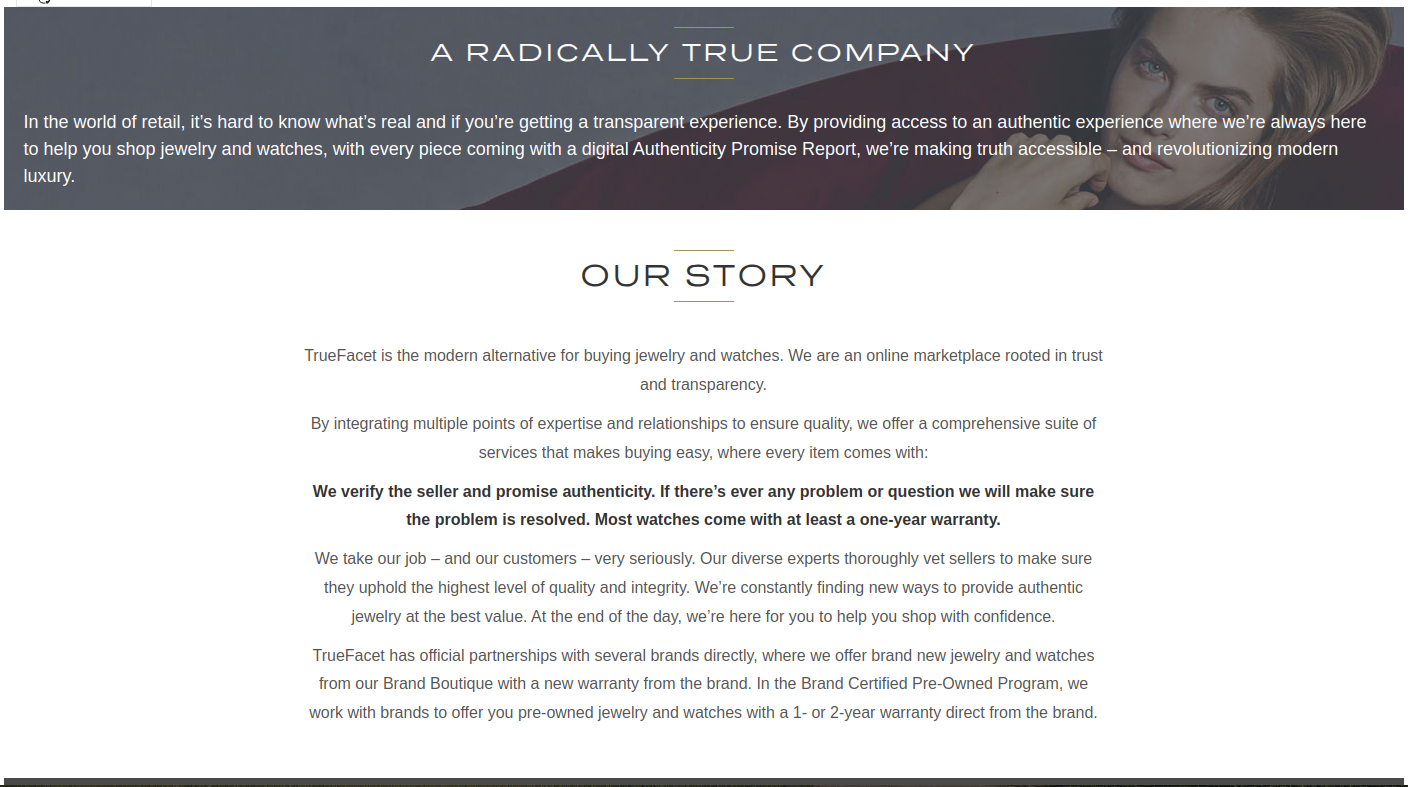 A RADICALLY TRUE COMPANY
In the world of retail, it’s hard to know what’s real and if you’re getting a transparent experience. By providing access to an authentic experience where we’re always here
to help you shop jewelry and watches, with every piece coming with a digital Authenticity Promise Report, we’re making truth accessible – and revolutionizing modern
luxury.
OUR STORY
TrueFacet is the modern alternative for buying jewelry and watches. We are an online marketplace rooted in trust
and transparency.
By integrating multiple points of expertise and relationships to ensure quality, we offer a comprehensive suite of
services that makes buying easy, where every item comes with:
We verify the seller and promise authenticity. If there’s ever any problem or question we will make sure
the problem is resolved. Most watches come with at least a one-year warranty.
We take our job – and our customers – very seriously. Our diverse experts thoroughly vet sellers to make sure
they uphold the highest level of quality and integrity. We’re constantly finding new ways to provide authentic
jewelry at the best value. At the end of the day, we’re here for you to help you shop with confidence.
TrueFacet has official partnerships with several brands directly, where we offer brand new jewelry and watches
from our Brand Boutique with a new warranty from the brand. In the Brand Certified Pre-Owned Program, we
work with brands to offer you pre-owned jewelry and watches with a 1- or 2-year warranty direct from the brand.